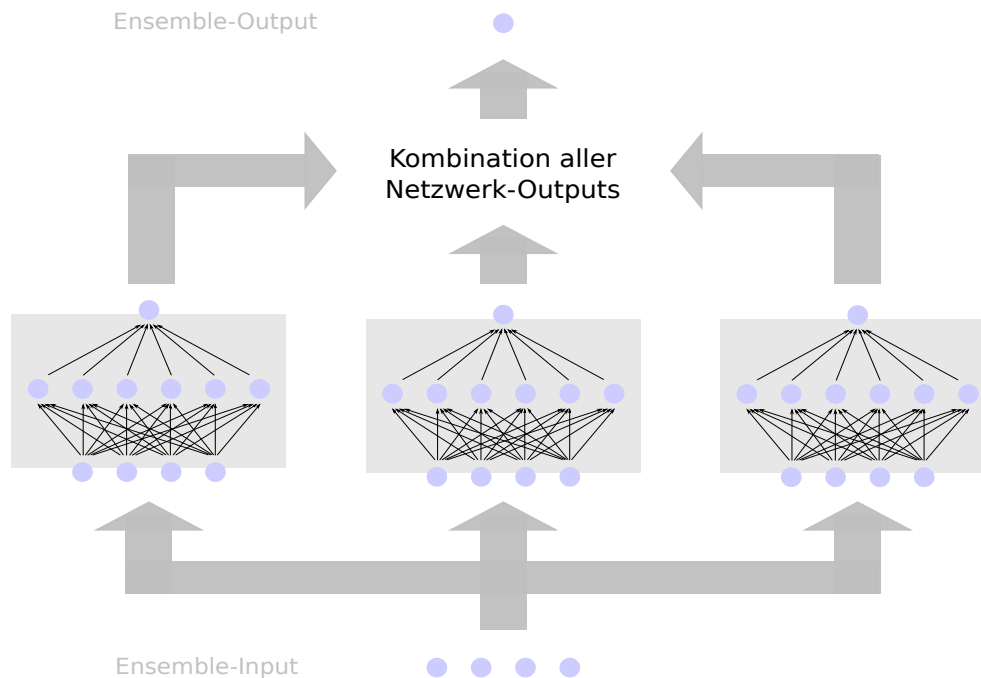 Ensemble-Output
Kombination aller
Netzwerk-Outputs
Ensemble-Input